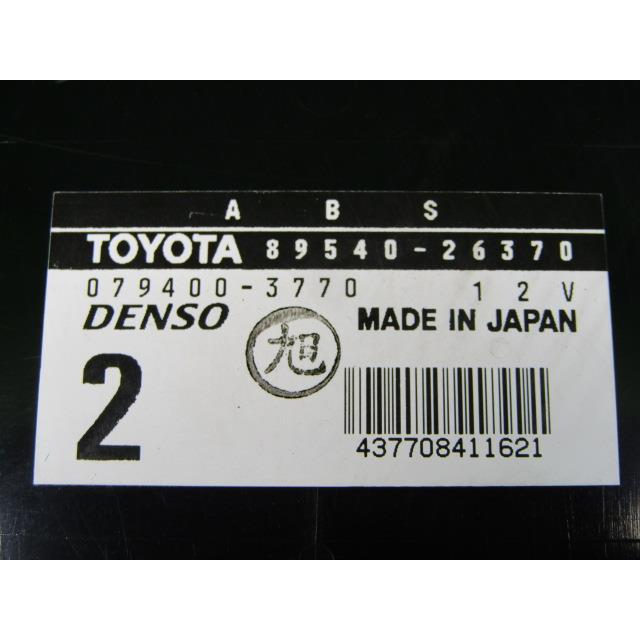 A B S
TOYOTA 89540-26370
079400-3770 12V
DENSO 旭 MADE IN JAPAN
2
437708411621